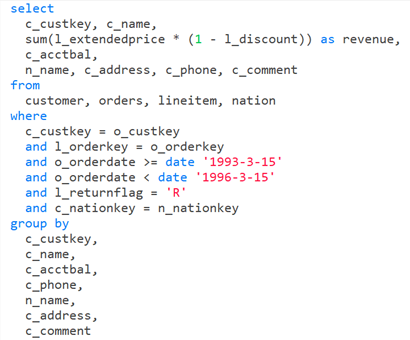 select
c_custkey, c_name,
sum(l_extendedprice * (1 - l_discount)) as revenue,
c_acctbal,
n_name, c_address, c_phone, c_comment
from
customer, orders, lineitem, nation
where
c_custkey = o_custkey
and l_orderkey = o_orderkey
and o_orderdate >= date '1993-3-15'
and o_orderdate < date '1996-3-15'
and l_returnflag = 'R'
and c_nationkey = n_nationkey
group by
c_custkey,
c_name,
c_acctbal,
c_phone,
n_name,
c_address,
c_comment